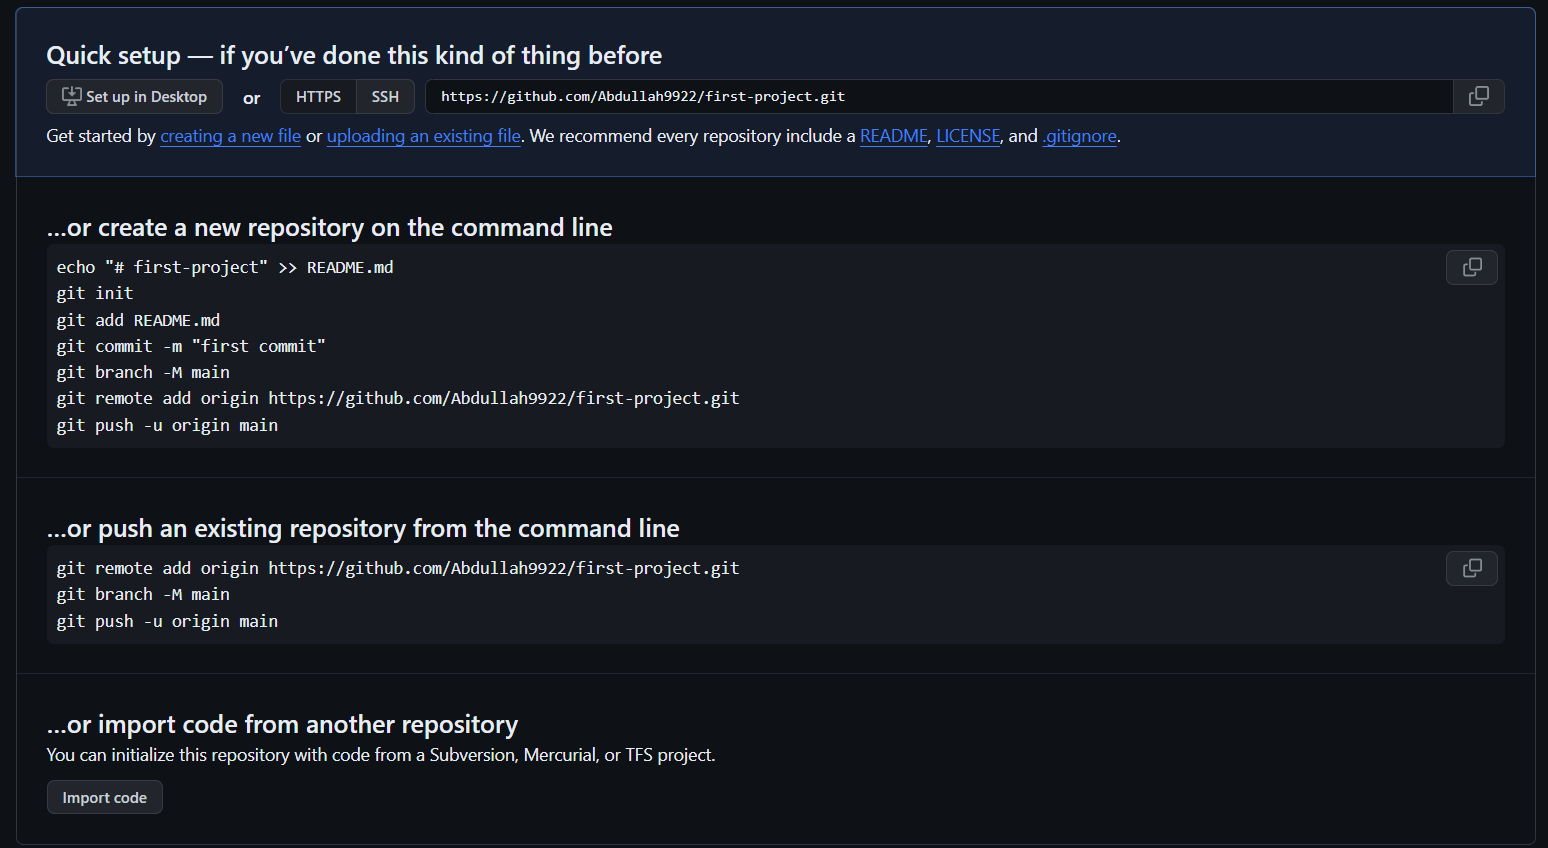 Quick setup — if you’ve done this kind of thing before
Set up in Desktop or HTTPS SSH https://github.com/Abdullah9922/first-project.git
Get started by creating a new file or uploading an existing file. We recommend every repository include a README, LICENSE, and .gitignore.
…or create a new repository on the command line
echo "# first-project" >> README.md
git init
git add README.md
git commit -m "first commit"
git branch -M main
git remote add origin https://github.com/Abdullah9922/first-project.git
git push -u origin main
…or push an existing repository from the command line
git remote add origin https://github.com/Abdullah9922/first-project.git
git branch -M main
git push -u origin main
…or import code from another repository
You can initialize this repository with code from a Subversion, Mercurial, or TFS project.
Import code